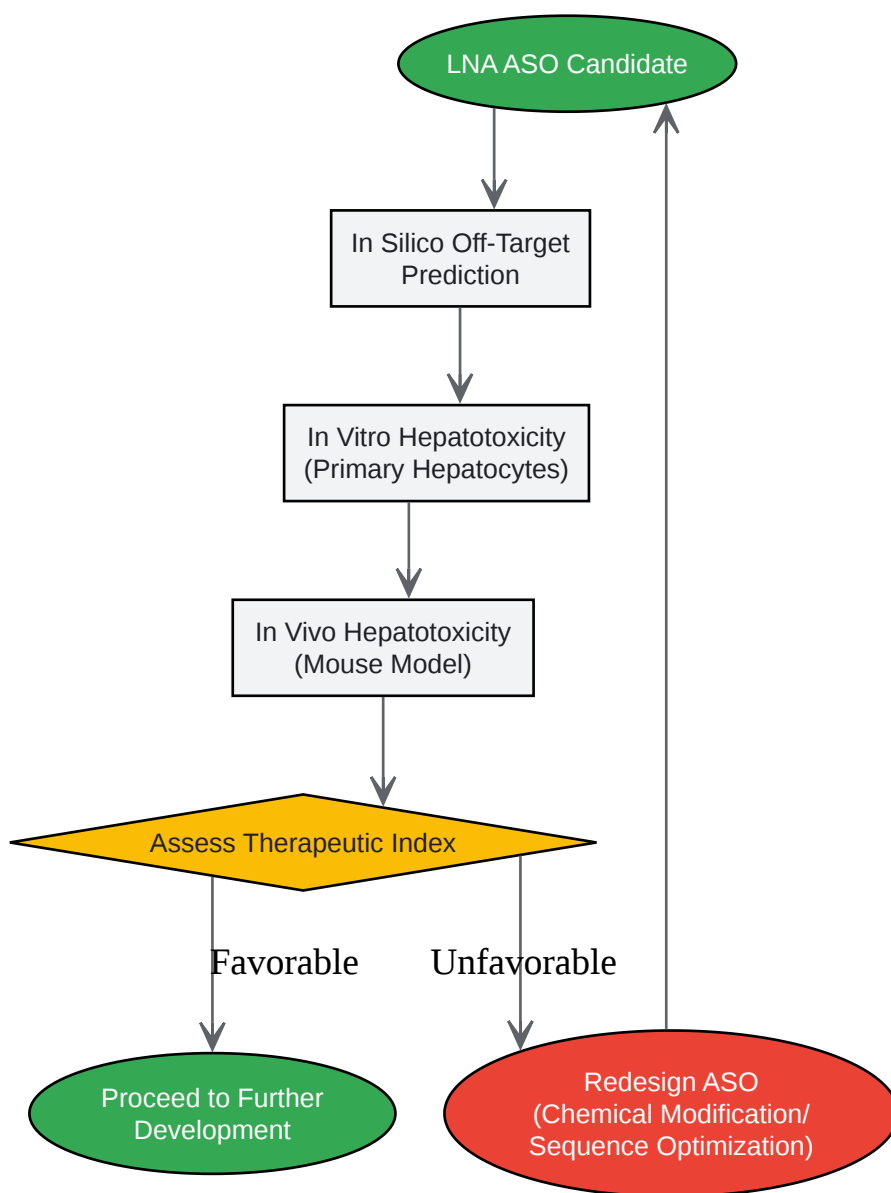 LNA ASO Candidate
In Silico Off-Target
Prediction
In Vitro Hepatotoxicity
(Primary Hepatocytes)
In Vivo Hepatotoxicity
(Mouse Model)
Assess Therapeutic Index
Favorable
Unfavorable
Proceed to Further
Development
Redesign ASO
(Chemical Modification/
Sequence Optimization)